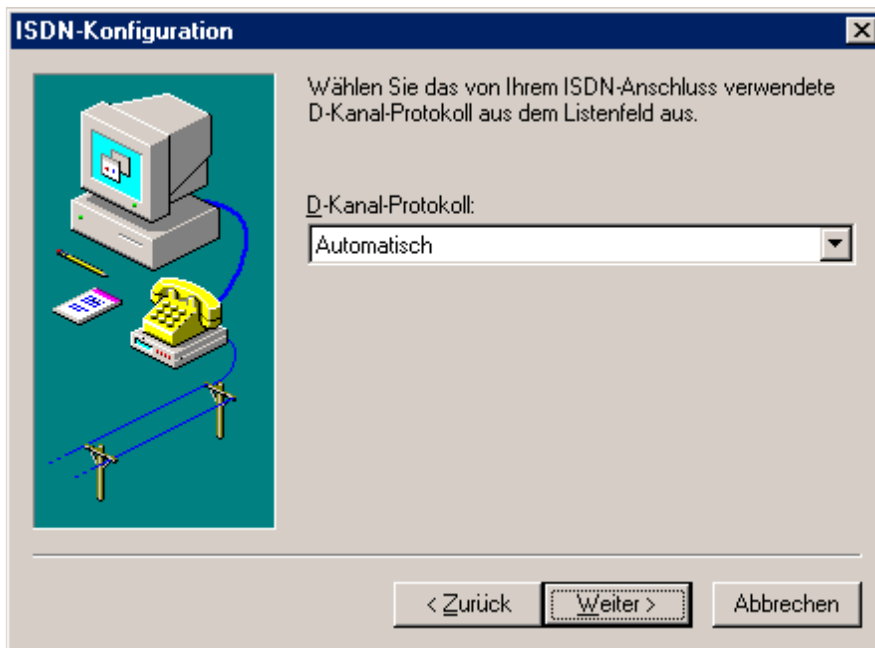 ISDN-Konfiguration
Wählen Sie das von Ihrem ISDN-Anschluss verwendete
D-Kanal-Protokoll aus dem Listenfeld aus.
D-Kanal-Protokoll:
Automatisch
< Zurück
Weiter >
Abbrechen